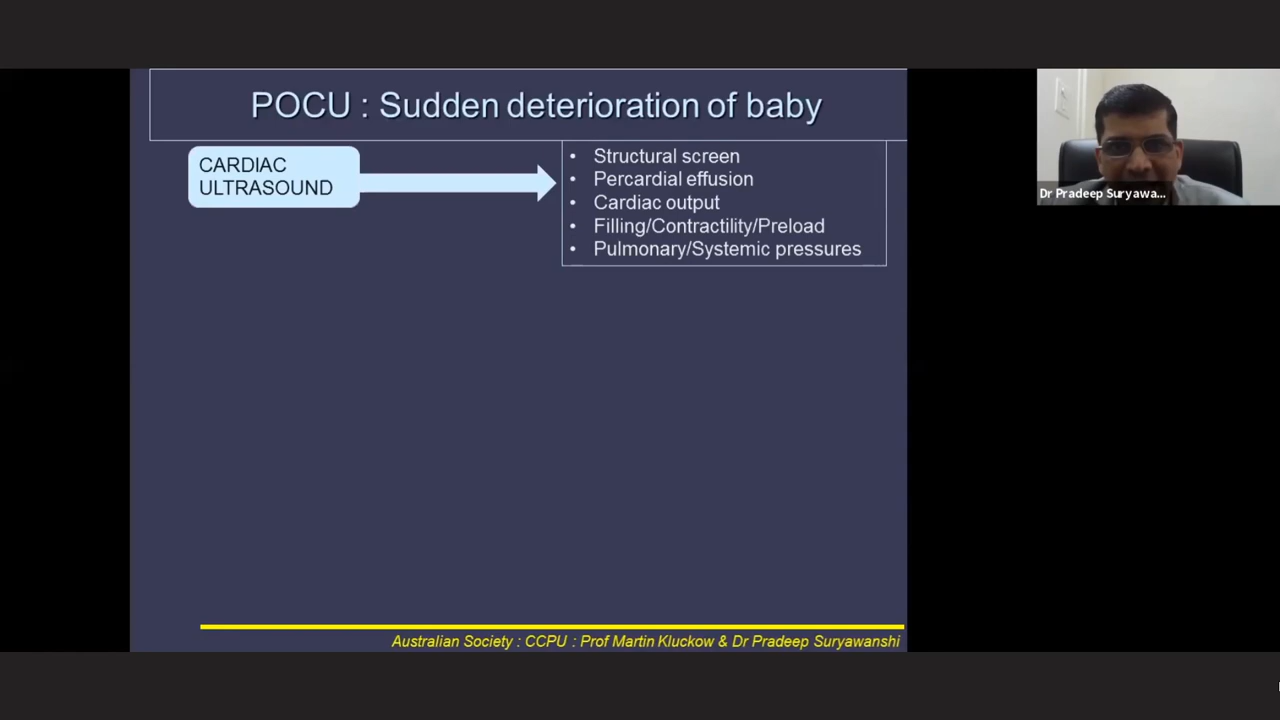 POCU : Sudden deterioration of baby
CARDIAC
ULTRASOUND
• Structural screen
• Percardial effusion
• Cardiac output
• Filling/Contractility/Preload
• Pulmonary/Systemic pressures
Dr Pradeep Suryawa...
Australian Society : CCPU : Prof Martin Kluckow & Dr Pradeep Suryawanshi